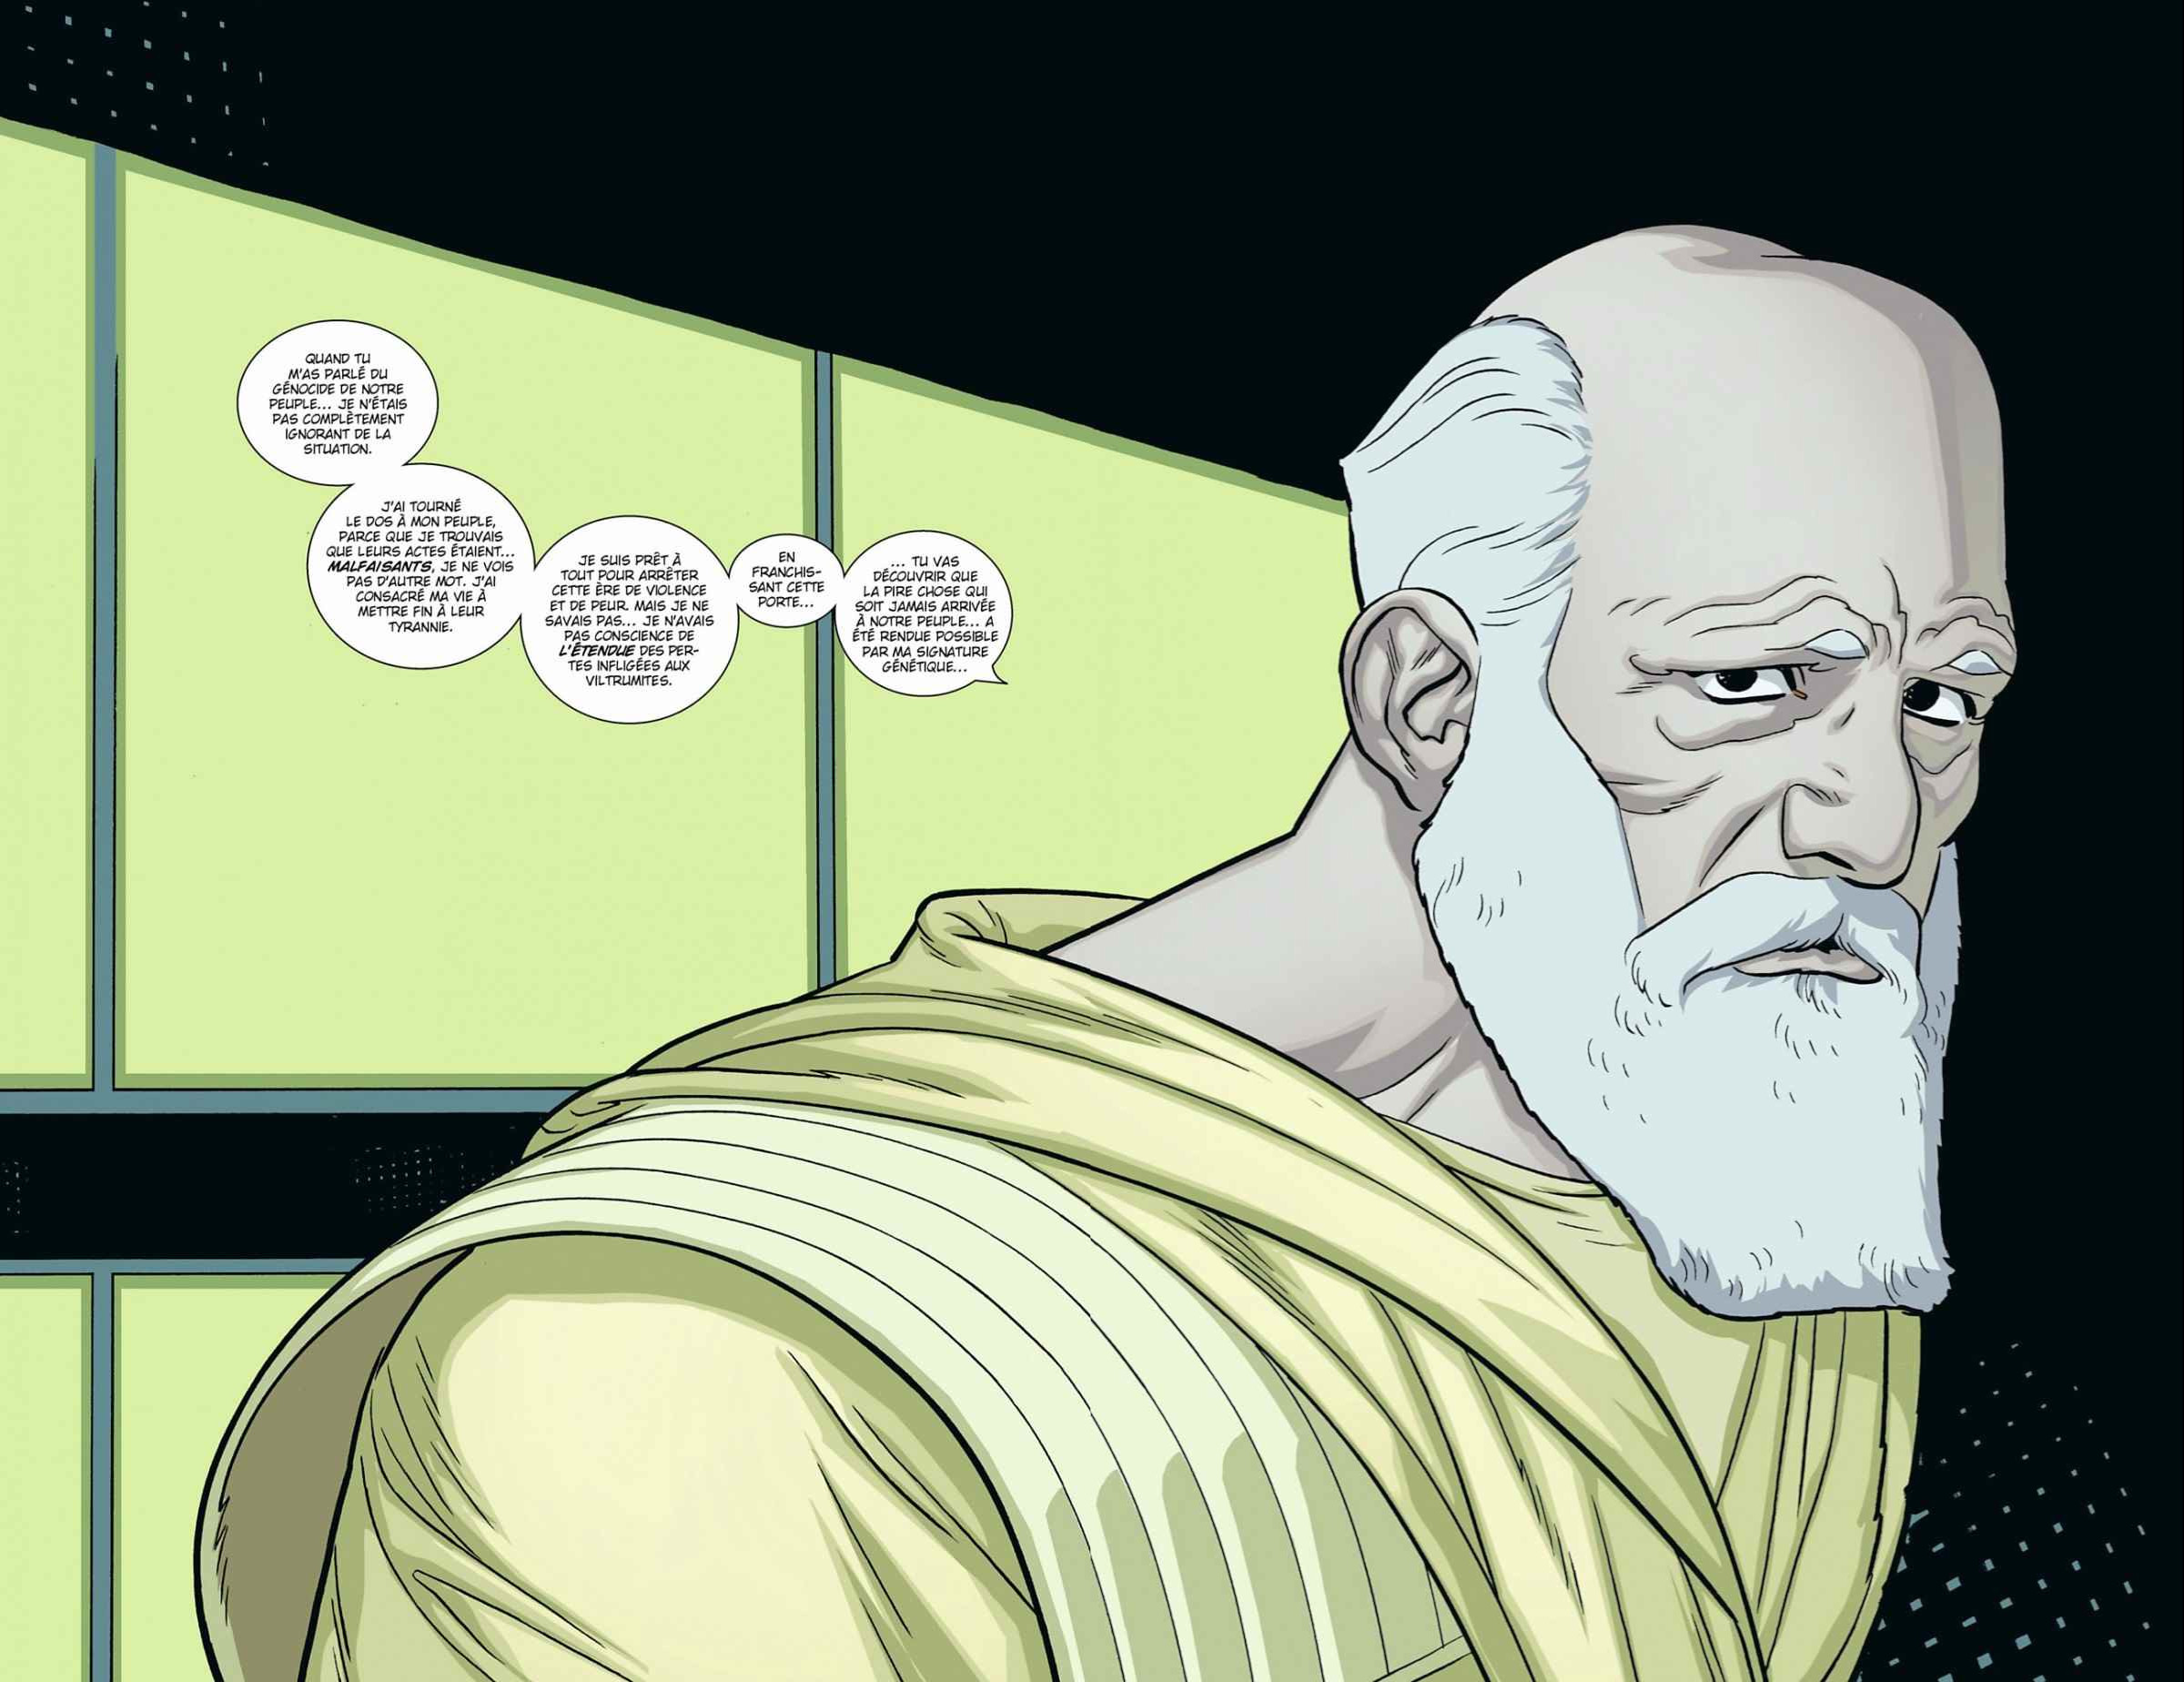 QUAND TU
M'AS PARLÉ DU
GÉNOCIDE DE NOTRE
PEUPLE... JE N'ÉTAIS
PAS COMPLÈTEMENT
IGNORANT DE LA
SITUATION.
J'AI TOURNÉ
LE DOS À MON PEUPLE,
PARCE QUE JE TROUVAIS
QUE LEURS ACTES ÉTAIENT...
MALFAISANTS, JE NE VOIS
PAS D'AUTRE MOT. J'AI
CONSACRÉ MA VIE À
METTRE FIN À LEUR
TYRANNIE.
JE SUIS PRÊT À
TOUT POUR ARRÊTER
CETTE ÈRE DE VIOLENCE
ET DE PEUR. MAIS JE NE
SAVAIS PAS... JE N'AVAIS
PAS CONSCIENCE DE
L'ÉTENDUE DES PER-
TES INFLIGÉES AUX
VILTRUMITES.
EN
FRANCHIS-
SANT CETTE
PORTE...
... TU VAS
DÉCOUVRIR QUE
LA PIRE CHOSE QUI
SOIT JAMAIS ARRIVÉE
À NOTRE PEUPLE... A
ÉTÉ RENDUE POSSIBLE
PAR MA SIGNATURE
GÉNÉTIQUE...